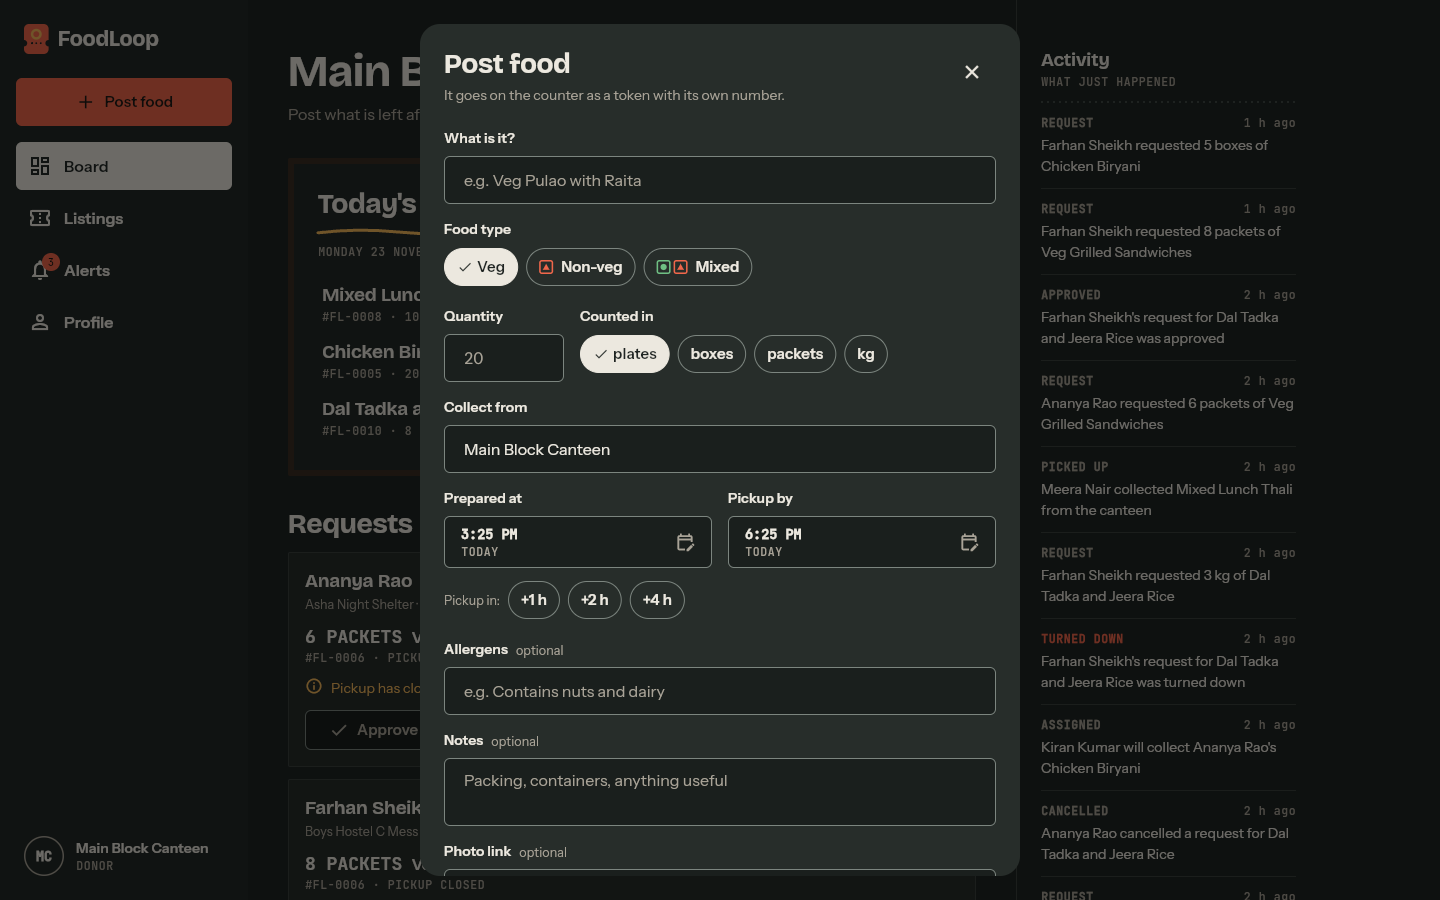 FoodLoop
Post food
Board
Listings
3
Alerts
Profile
MC
Main Block Canteen
DONOR
Main B
Post what is left af
Today's
MONDAY 23 NOVE
Mixed Lunc
#FL-0008 · 10
Chicken Bir
#FL-0005 · 20
Dal Tadka a
#FL-0010 · 8
Requests
Ananya Rao
Asha Night Shelter ·
6 PACKETS
#FL-0006 · PICKU
Pickup has clo
Approve
Farhan Sheik
Boys Hostel C Mess
8 PACKETS
#FL-0006 · PICKUP CLOSED
Post food
It goes on the counter as a token with its own number.
What is it?
e.g. Veg Pulao with Raita
Food type
Veg
Non-veg
Mixed
Quantity
Counted in
20
plates
boxes
packets
kg
Collect from
Main Block Canteen
Prepared at
Pickup by
3:25 PM
TODAY
6:25 PM
TODAY
Pickup in:
+1 h
+2 h
+4 h
Allergens optional
e.g. Contains nuts and dairy
Notes optional
Packing, containers, anything useful
Photo link optional
Activity
WHAT JUST HAPPENED
REQUEST 1 h ago
Farhan Sheikh requested 5 boxes of
Chicken Biryani
REQUEST 1 h ago
Farhan Sheikh requested 8 packets of
Veg Grilled Sandwiches
APPROVED 2 h ago
Farhan Sheikh's request for Dal Tadka
and Jeera Rice was approved
REQUEST 2 h ago
Ananya Rao requested 6 packets of Veg
Grilled Sandwiches
PICKED UP 2 h ago
Meera Nair collected Mixed Lunch Thali
from the canteen
REQUEST 2 h ago
Farhan Sheikh requested 3 kg of Dal
Tadka and Jeera Rice
TURNED DOWN 2 h ago
Farhan Sheikh's request for Dal Tadka
and Jeera Rice was turned down
ASSIGNED 2 h ago
Kiran Kumar will collect Ananya Rao's
Chicken Biryani
CANCELLED 2 h ago
Ananya Rao cancelled a request for Dal
Tadka and Jeera Rice
REQUEST 2 h ago